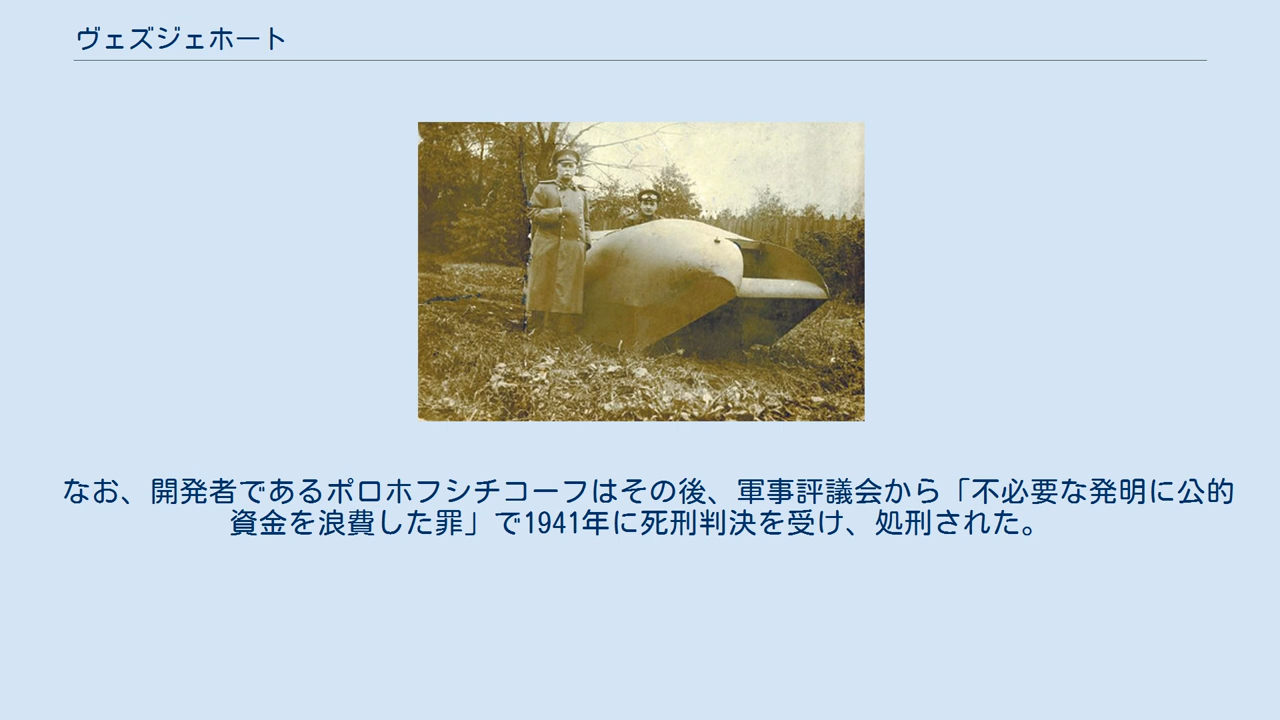 ヴェズジェホート
なお、開発者であるポロホフシチコーフはその後、軍事評議会から「不必要な発明に公的
資金を浪費した罪」で1941年に死刑判決を受け、処刑された。